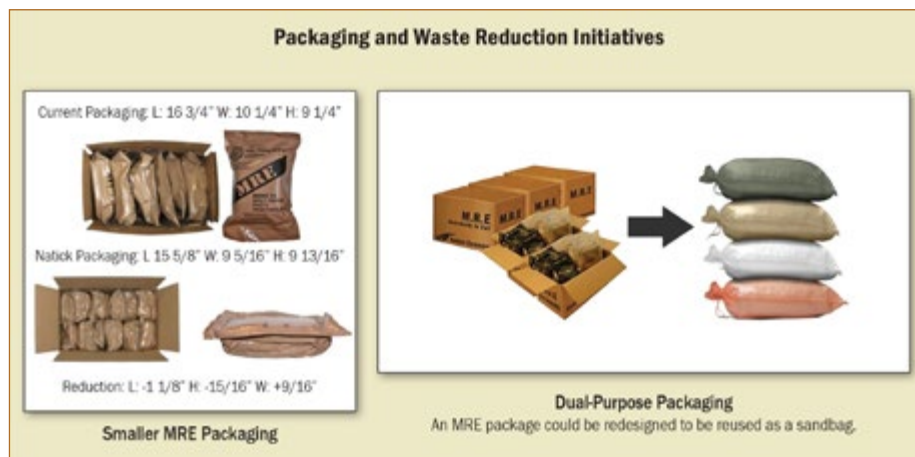 Packaging and Waste Reduction Initiatives
Current Packaging: L: 16 3/4" W: 10 1/4" H: 9 1/4"
MRE
Natick Packaging: L 15 5/8" W: 9 5/16" H: 9 13/16"
Reduction: L: -1 1/8" H: -15/16" W: +9/16"
Smaller MRE Packaging
M.R.E
M.R.E
M.R.E
Dual-Purpose Packaging
An MRE package could be redesigned to be reused as a sandbag.